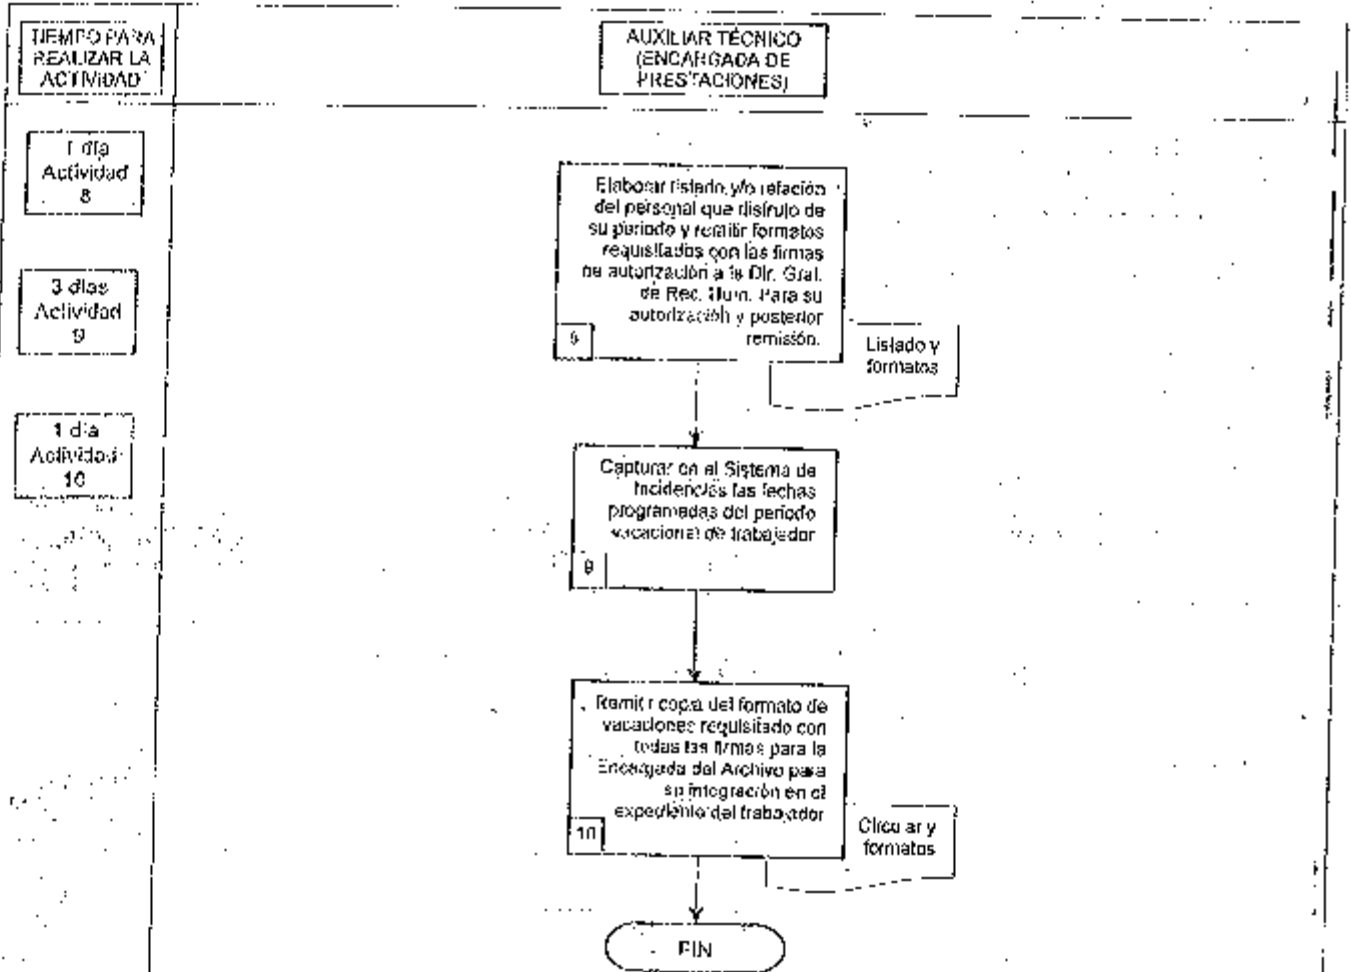 TIEMPO PARA
REALIZAR LA
ACTIVIDAD
AUXILIAR TÉCNICO
(ENCARGADA DE
PRESTACIONES)
1 día
Actividad
8
3 días
Actividad
9
1 día
Actividad
10
Elaborar listado y/o relación
del personal que disfruto de
su periodo y remitir formatos
requisitados con las firmas
de autorización a la Dir. Gral.
de Rec. Hum. Para su
autorización y posterior
remisión.
Listado y
formatos
Capturar en el Sistema de
Incidencias las fechas
programadas del periodo
vacacional de trabajador
9
Remitir copia del formato de
vacaciones requisitado con
todas las firmas para la
Encargada del Archivo para
su integración en el
expediente del trabajador
10
Circular y
formatos
FIN